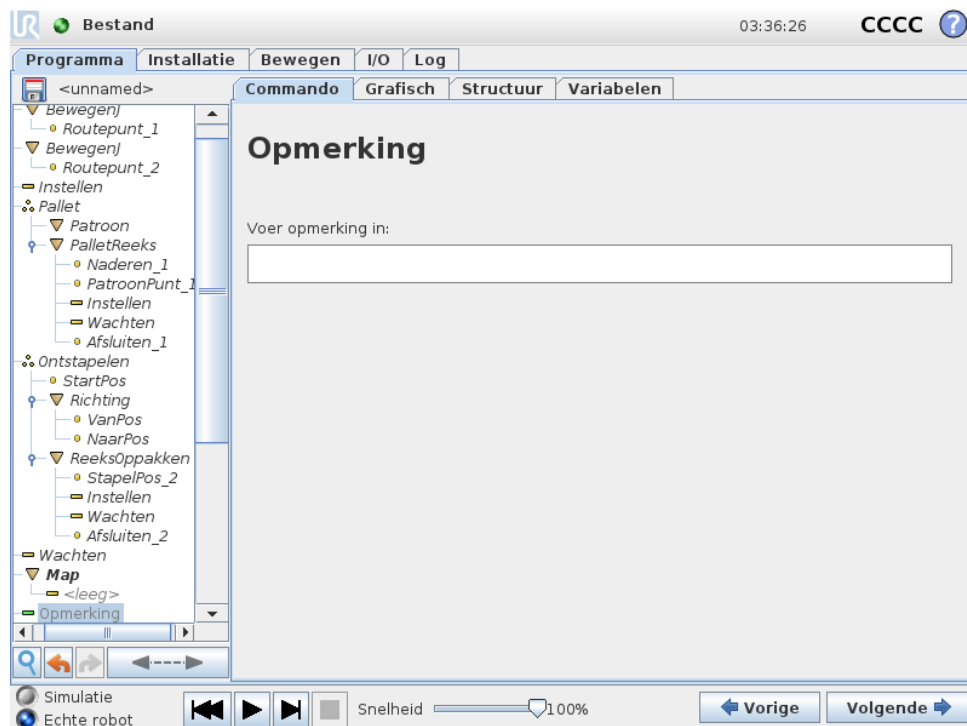 UR Bestand 03:36:26 CCCC ?
Programma Installatie Bewegen I/O Log
<unnamed>
Commando Grafisch Structuur Variabelen
BewegenJ
Routepunt_1
BewegenJ
Routepunt_2
Instellen
Pallet
Patroon
PalletReeks
Naderen_1
PatroonPunt_1
Instellen
Wachten
Afsluiten_1
Ontstapelen
StartPos
Richting
VanPos
NaarPos
ReeksOppakken
StapelPos_2
Instellen
Wachten
Afsluiten_2
Wachten
Map
<leeg>
Opmerking
Opmerking
Voer opmerking in:
Simulatie
Echte robot
Snelheid 100%
Vorige Volgende